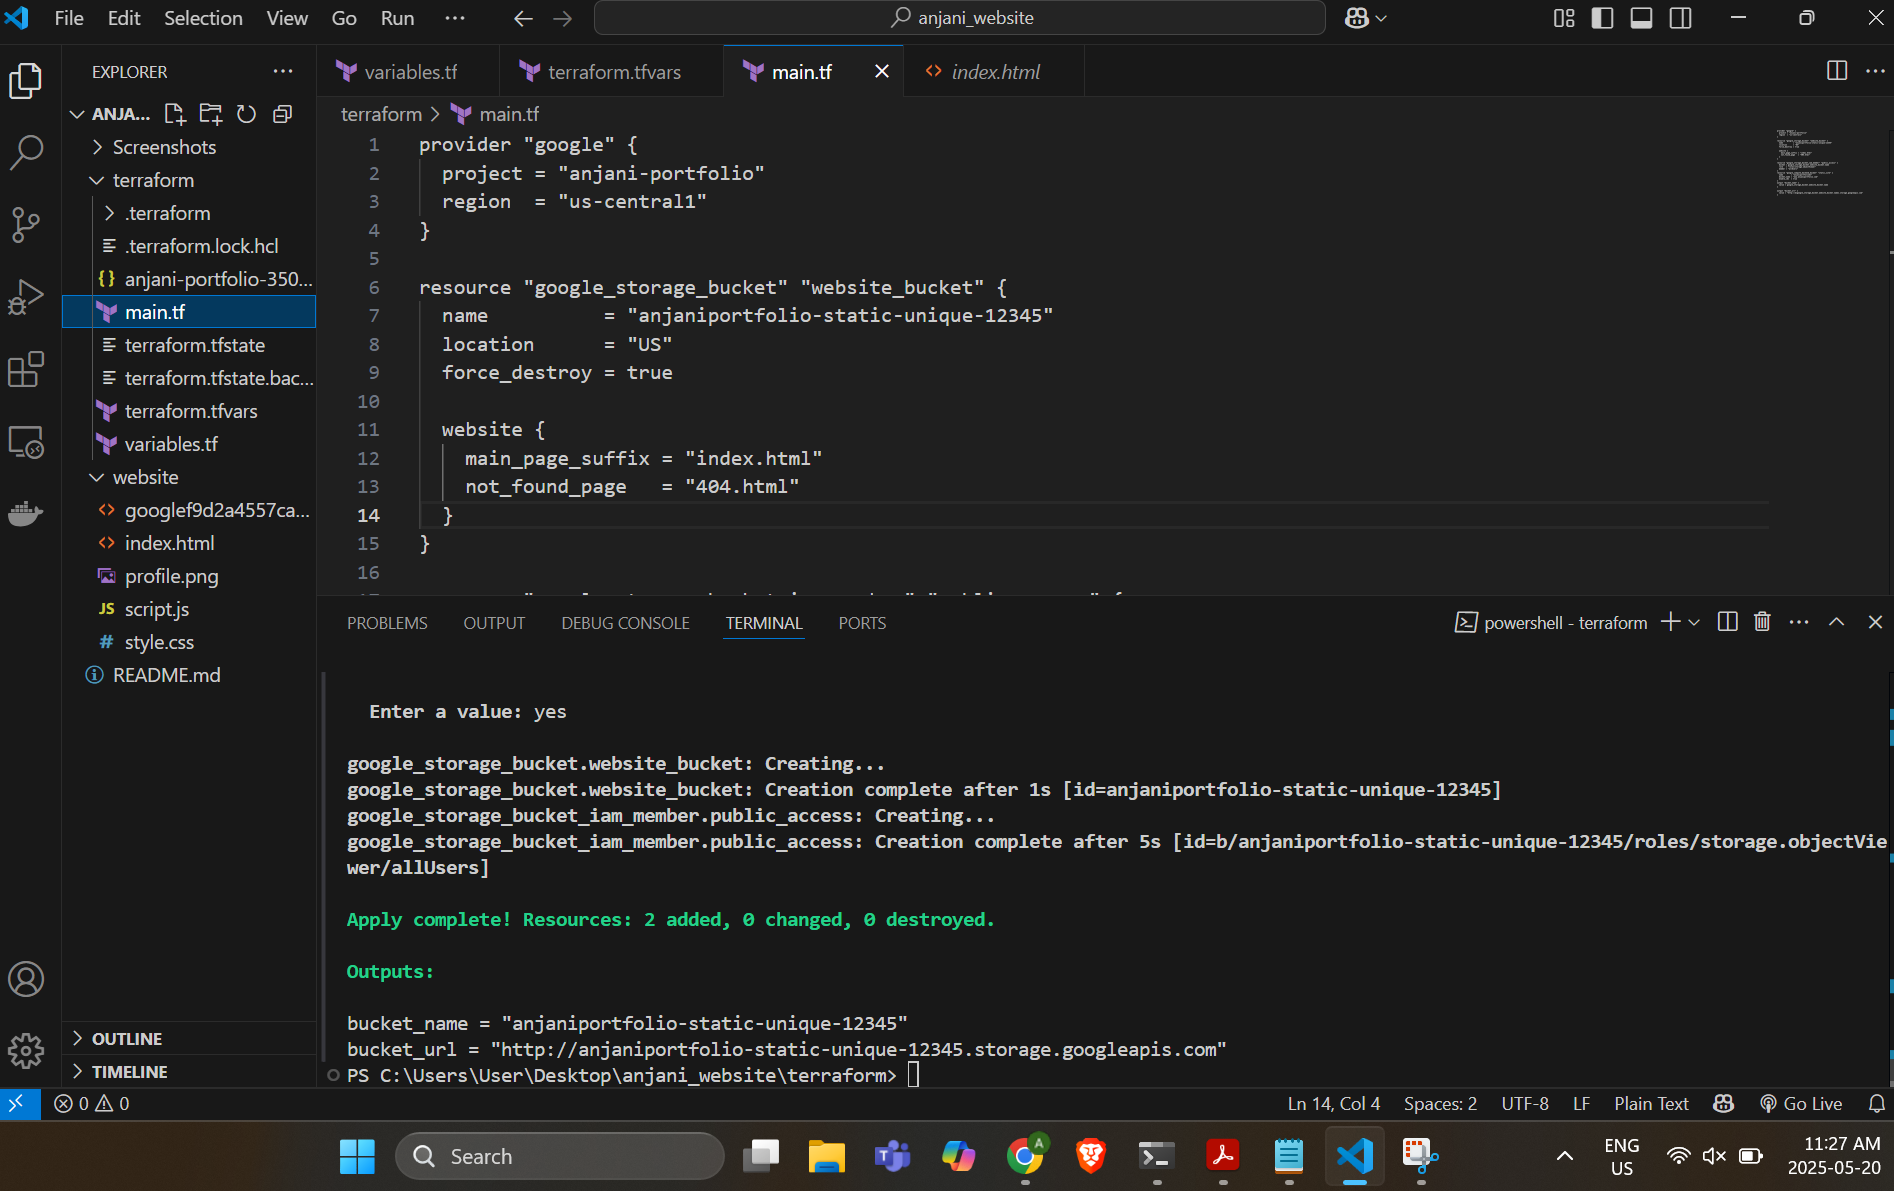 File Edit Selection View Go Run ··· anjani_website
EXPLORER ···
variables.tf terraform.tfvars main.tf index.html ···
ANJA...
terraform > main.tf
Screenshots
terraform
.terraform
.terraform.lock.hcl
anjani-portfolio-350...
main.tf
terraform.tfstate
terraform.tfstate.bac...
terraform.tfvars
variables.tf
website
googlef9d2a4557ca...
index.html
profile.png
JS script.js
# style.css
README.md
OUTLINE
TIMELINE
1 provider "google" {
2 project = "anjani-portfolio"
3 region = "us-central1"
4 }
5
6 resource "google_storage_bucket" "website_bucket" {
7 name = "anjaniportfolio-static-unique-12345"
8 location = "US"
9 force_destroy = true
10
11 website {
12 main_page_suffix = "index.html"
13 not_found_page = "404.html"
14 }
15 }
16
PROBLEMS OUTPUT DEBUG CONSOLE TERMINAL PORTS powershell - terraform ···
Enter a value: yes
google_storage_bucket.website_bucket: Creating...
google_storage_bucket.website_bucket: Creation complete after 1s [id=anjaniportfolio-static-unique-12345]
google_storage_bucket_iam_member.public_access: Creating...
google_storage_bucket_iam_member.public_access: Creation complete after 5s [id=b/anjaniportfolio-static-unique-12345/roles/storage.objectVie
wer/allUsers]
Apply complete! Resources: 2 added, 0 changed, 0 destroyed.
Outputs:
bucket_name = "anjaniportfolio-static-unique-12345"
bucket_url = "http://anjaniportfolio-static-unique-12345.storage.googleapis.com"
PS C:\Users\User\Desktop\anjani_website\terraform>
0 0 Ln 14, Col 4 Spaces: 2 UTF-8 LF Plain Text Go Live
Search
ENG
US
11:27 AM
2025-05-20